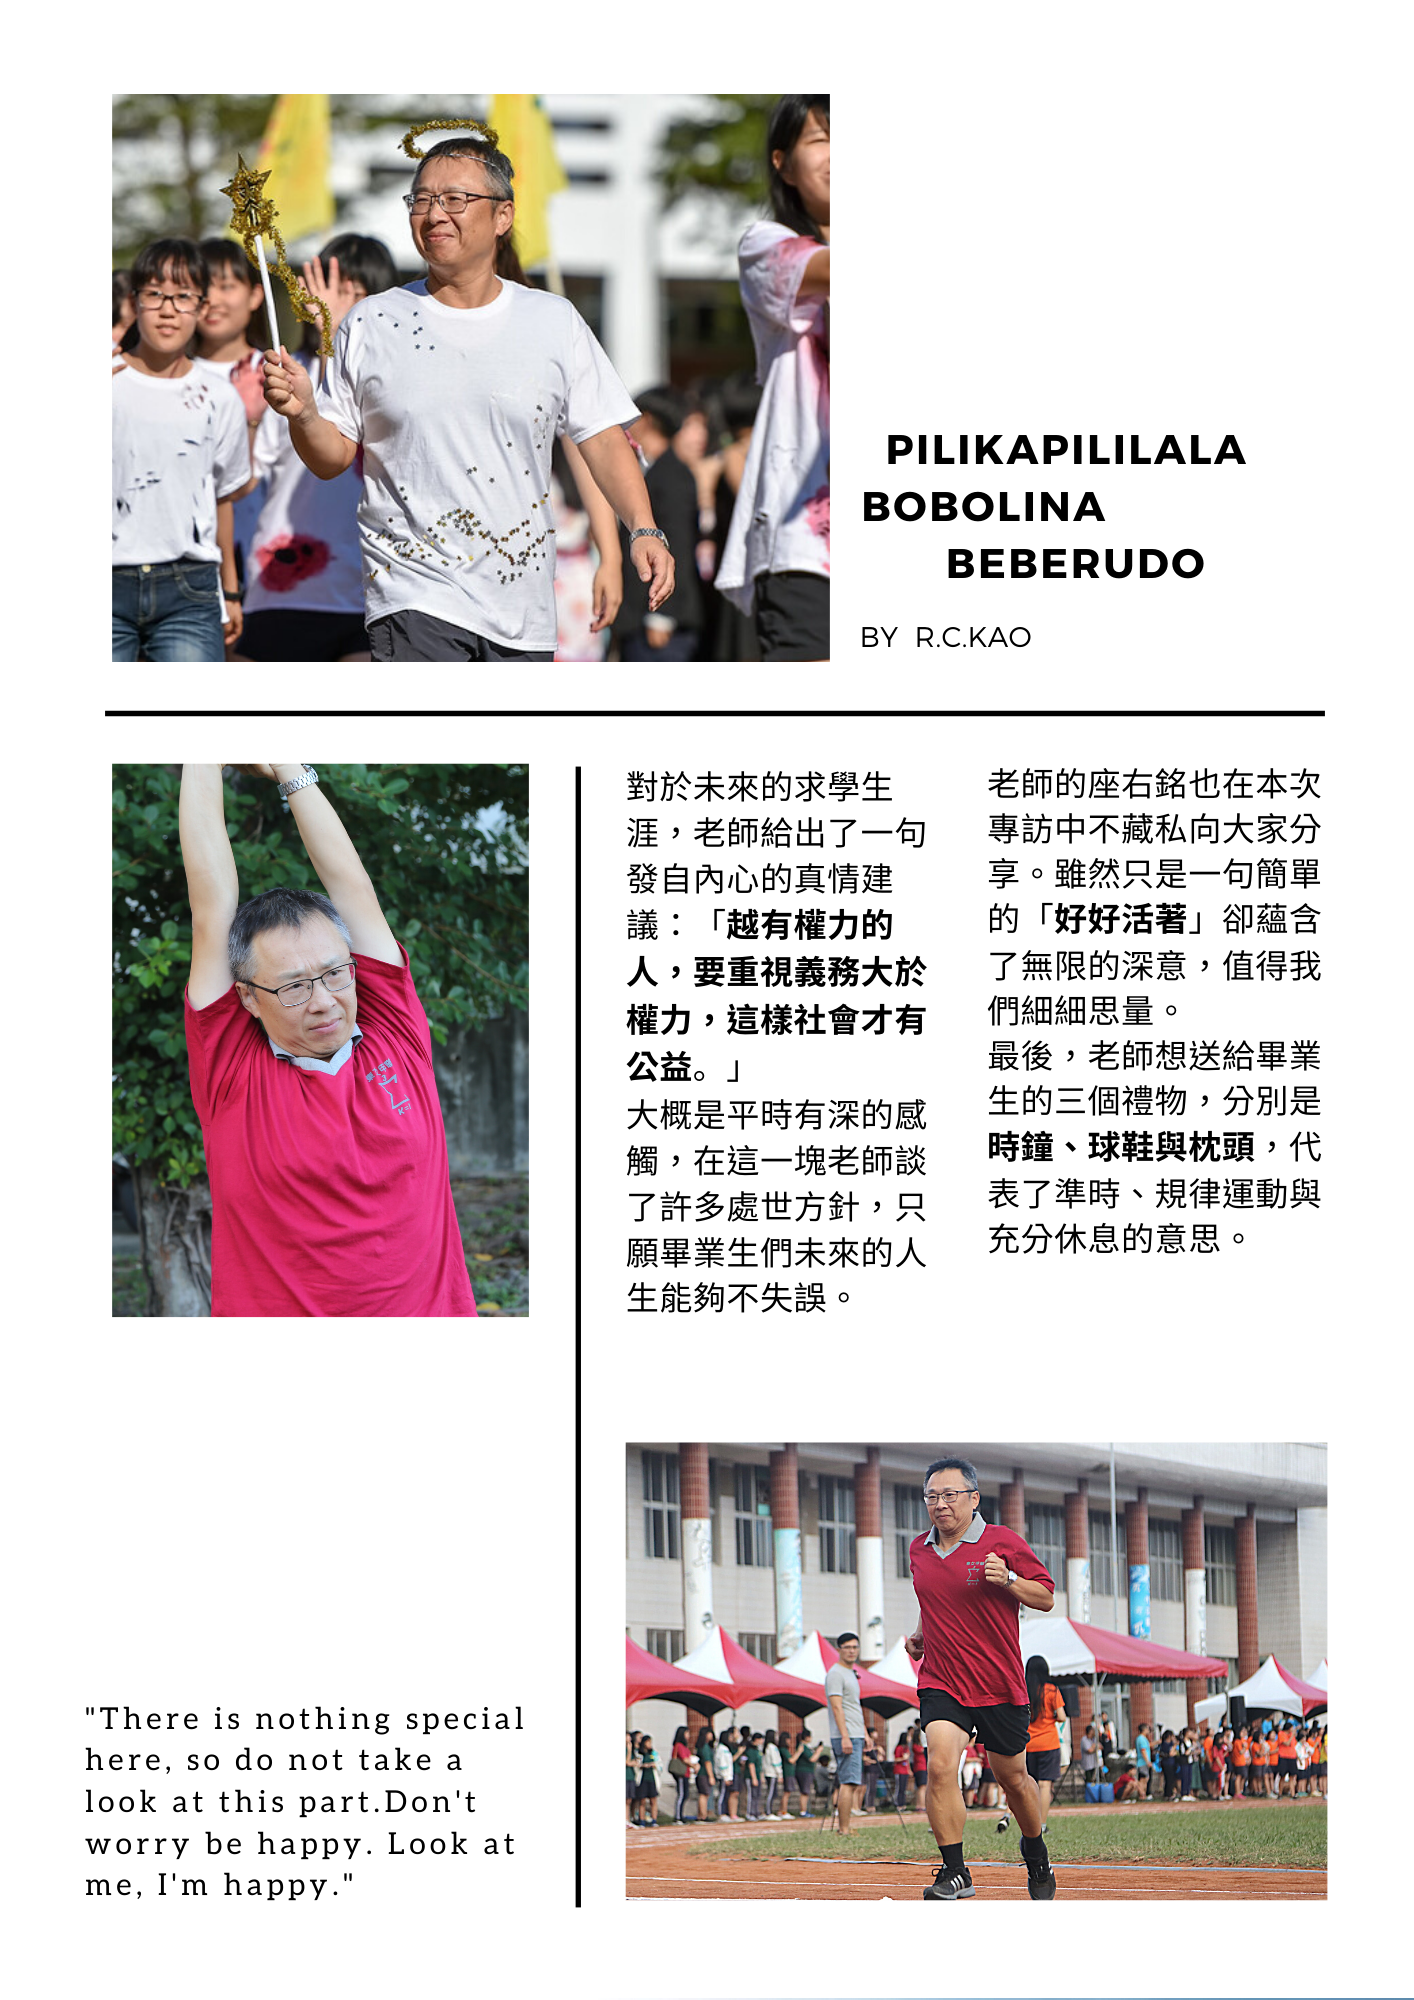 PILIKAPILILALA
BOBOLINA
BEBERUDO
BY R.C.KAO
對於未來的求學生
涯，老師給出了一句
發自內心的真情建
議：「越有權力的
人，要重視義務大於
權力，這樣社會才有
公益。」
大概是平時有深的感
觸，在這一塊老師談
了許多處世方針，只
願畢業生們未來的人
生能夠不失誤。
老師的座右銘也在本次
專訪中不藏私向大家分
享。雖然只是一句簡單
的「好好活著」卻蘊含
了無限的深意，值得我
們細細思量。
最後，老師想送給畢業
生的三個禮物，分別是
時鐘、球鞋與枕頭，代
表了準時、規律運動與
充分休息的意思。
"There is nothing special
here, so do not take a
look at this part.Don't
worry be happy. Look at
me, I'm happy."